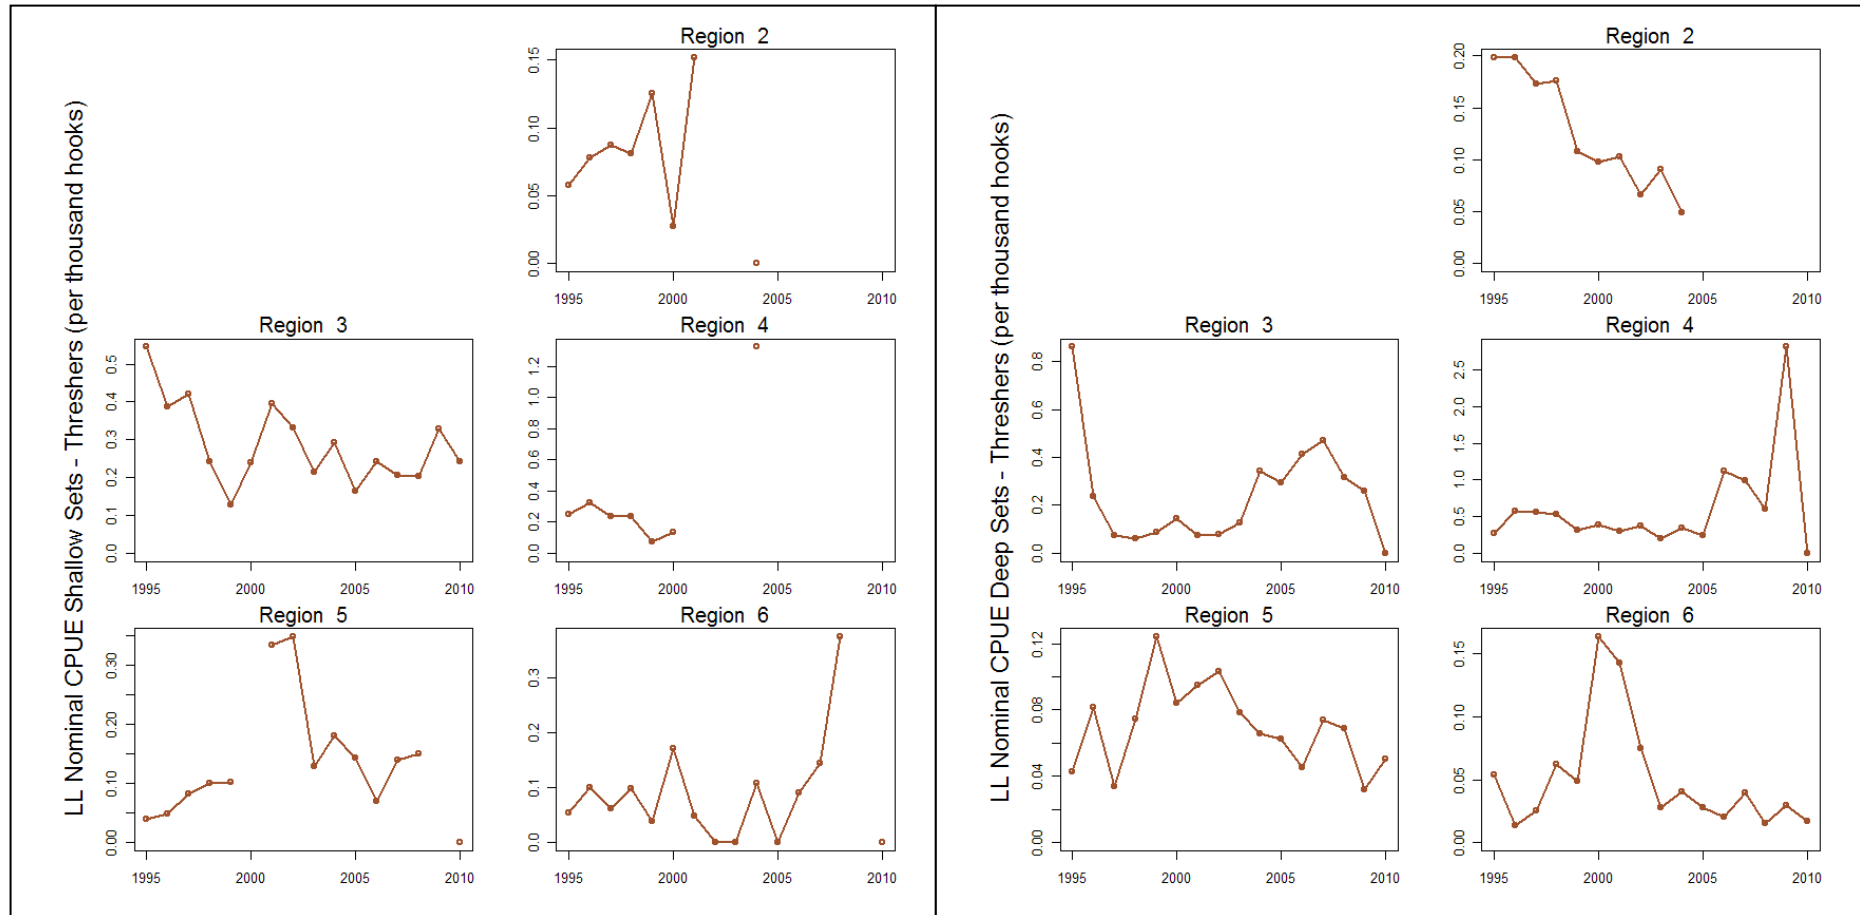 LL Nominal CPUE Shallow Sets - Threshers (per thousand hooks)
Region 2
0.00 0.05 0.10 0.15
1995 2000 2005 2010
Region 3
0.0 0.1 0.2 0.3 0.4 0.5
1995 2000 2005 2010
Region 4
0.0 0.2 0.4 0.6 0.8 1.0 1.2
1995 2000 2005 2010
Region 5
0.00 0.10 0.20 0.30
1995 2000 2005 2010
Region 6
0.0 0.1 0.2 0.3
1995 2000 2005 2010
LL Nominal CPUE Deep Sets - Threshers (per thousand hooks)
Region 2
0.00 0.05 0.10 0.15 0.20
1995 2000 2005 2010
Region 3
0.0 0.2 0.4 0.6 0.8
1995 2000 2005 2010
Region 4
0.0 0.5 1.0 1.5 2.0 2.5
1995 2000 2005 2010
Region 5
0.00 0.04 0.08 0.12
1995 2000 2005 2010
Region 6
0.00 0.05 0.10 0.15
1995 2000 2005 2010